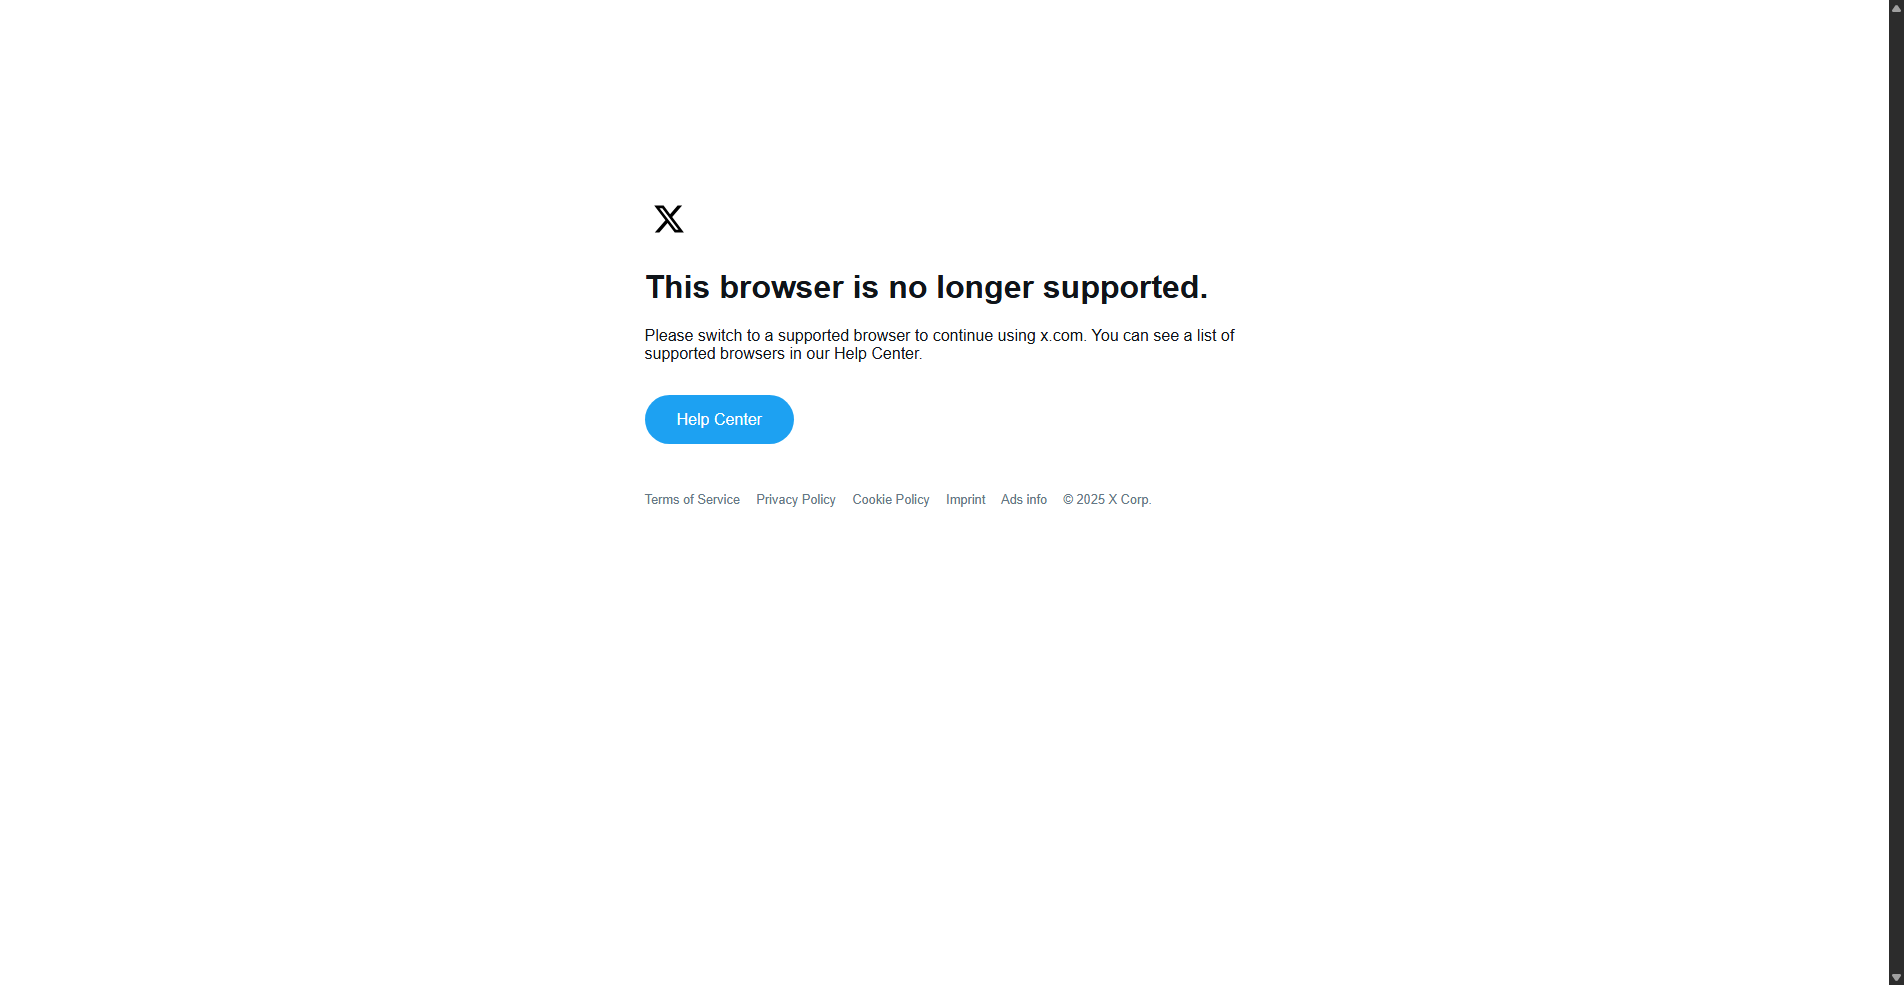 This browser is no longer supported.
Please switch to a supported browser to continue using x.com. You can see a list of
supported browsers in our Help Center.
Help Center
Terms of Service Privacy Policy Cookie Policy Imprint Ads info © 2025 X Corp.